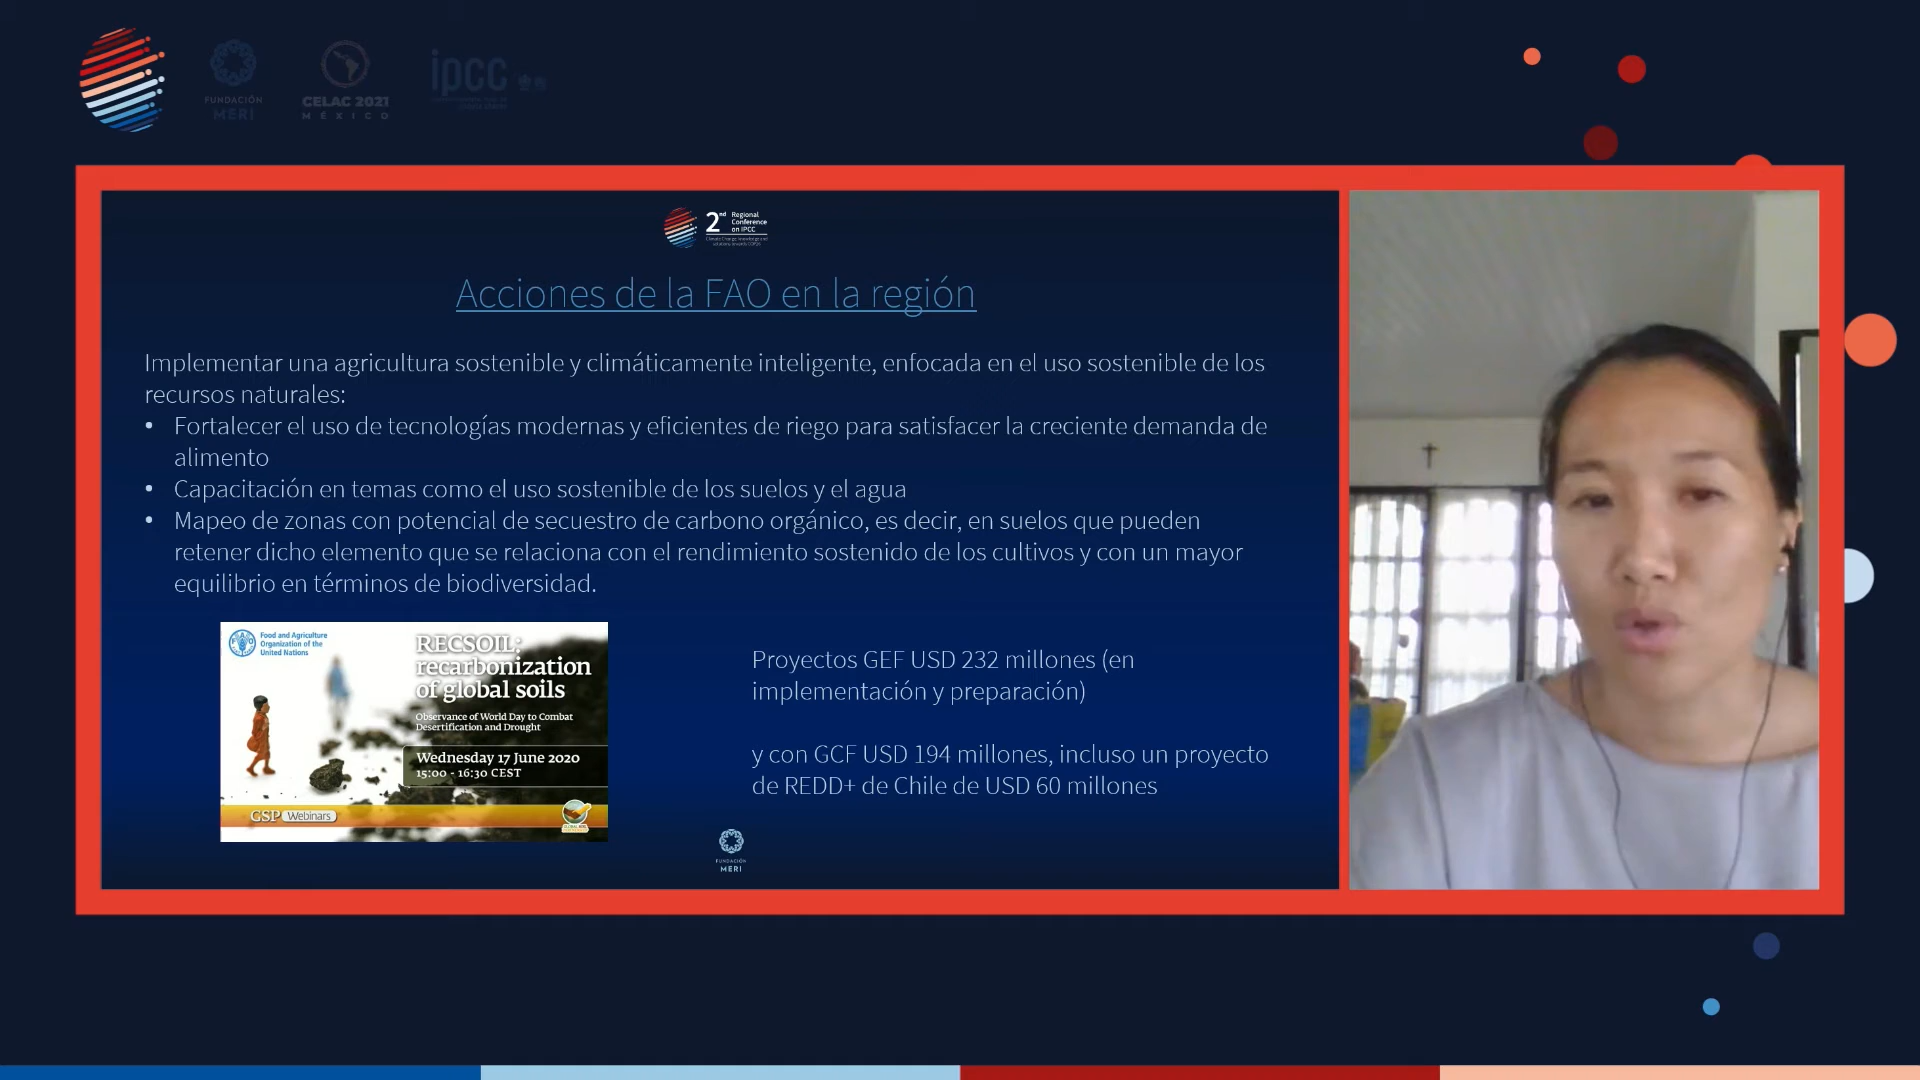 FUNDACIÓN
MERI
CELAC 2021
MÉXICO
ipcc
2nd Regional
Conference
on IPCC
Acciones de la FAO en la región
Implementar una agricultura sostenible y climáticamente inteligente, enfocada en el uso sostenible de los
recursos naturales:
• Fortalecer el uso de tecnologías modernas y eficientes de riego para satisfacer la creciente demanda de
alimento
• Capacitación en temas como el uso sostenible de los suelos y el agua
• Mapeo de zonas con potencial de secuestro de carbono orgánico, es decir, en suelos que pueden
retener dicho elemento que se relaciona con el rendimiento sostenido de los cultivos y con un mayor
equilibrio en términos de biodiversidad.
Food and Agriculture
Organization of the
United Nations
RECSOIL:
recarbonization
of global soils
Observance of World Day to Combat
Desertification and Drought
Wednesday 17 June 2020
15:00 - 16:30 CEST
GSP Webinars
Proyectos GEF USD 232 millones (en
implementación y preparación)
y con GCF USD 194 millones, incluso un proyecto
de REDD+ de Chile de USD 60 millones
FUNDACIÓN
MERI